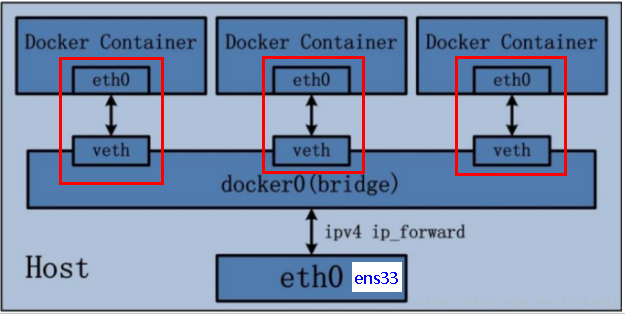 Docker Container Docker Container Docker Container
eth0 eth0 eth0
veth veth veth
docker0(bridge)
ipv4 ip_forward
Host
eth0 ens33